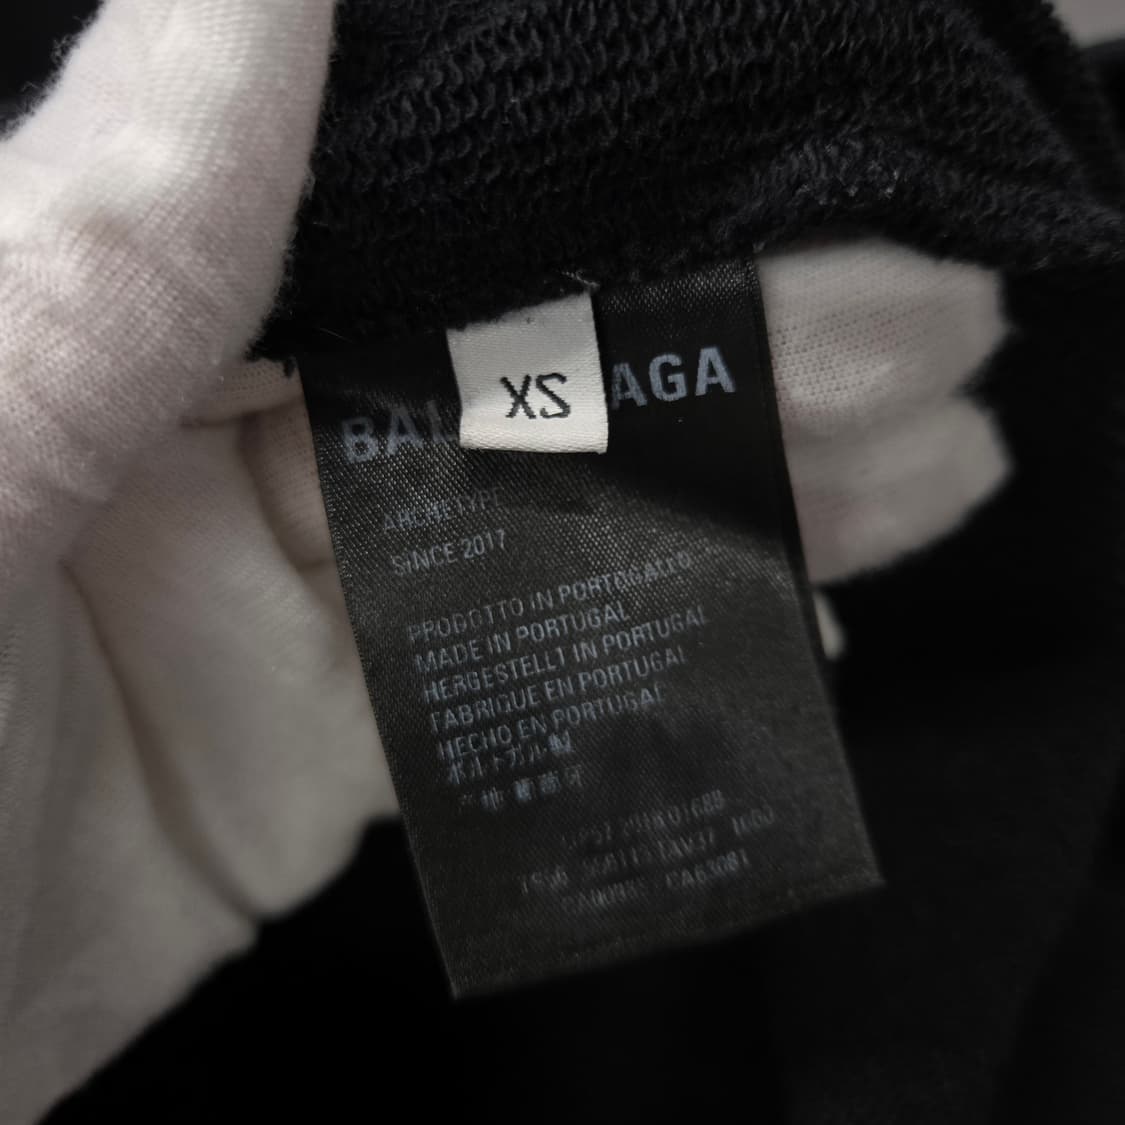 BAL AGA
XS
ARCHETYPE
SINCE 2017
PRODOTTO IN PORTOGALLO
MADE IN PORTUGAL
HERGESTELLT IN PORTUGAL
FABRIQUE EN PORTUGAL
HECHO EN PORTUGAL
ポルトガル製
CA63081